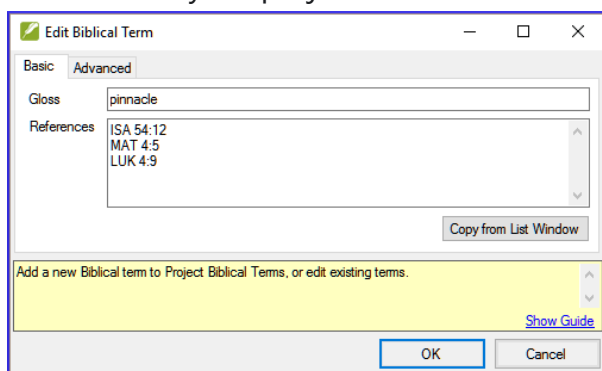 Edit Biblical Term
Basic Advanced
Gloss pinnacle
References ISA 54:12
MAT 4:5
LUK 4:9
Copy from List Window
Add a new Biblical term to Project Biblical Terms, or edit existing terms.
Show Guide
OK Cancel